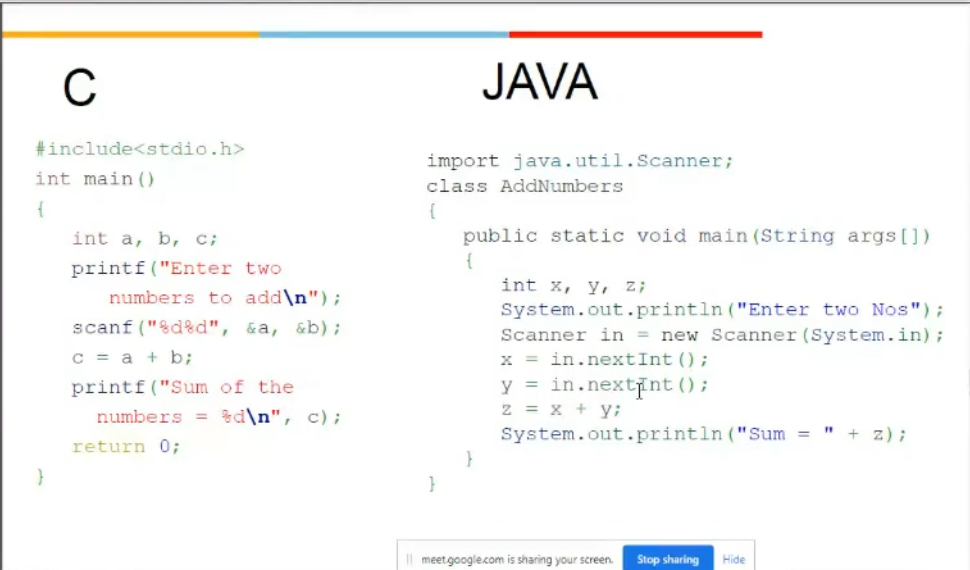 C
#include<stdio.h>
int main()
{
int a, b, c;
printf("Enter two
numbers to add\n");
scanf("%d%d", &a, &b);
c = a + b;
printf("Sum of the
numbers = %d\n", c);
return 0;
}
JAVA
import java.util.Scanner;
class AddNumbers
{
public static void main(String args[])
{
int x, y, z;
System.out.println("Enter two Nos");
Scanner in = new Scanner(System.in);
x = in.nextInt();
y = in.nextInt();
z = x + y;
System.out.println("Sum = " + z);
}
}
meet.google.com is sharing your screen. Stop sharing Hide